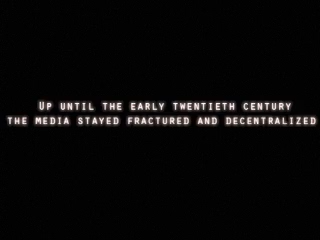 Up until the early twentieth century
the media stayed fractured and decentralized